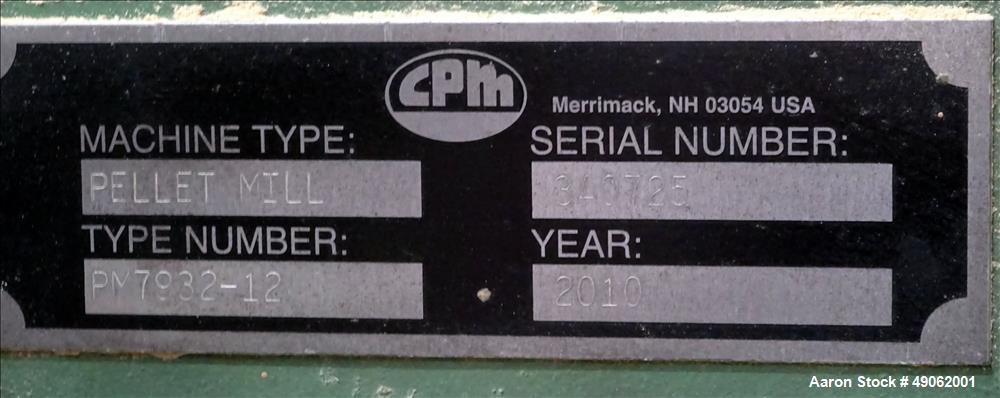 CPM
Merrimack, NH 03054 USA
MACHINE TYPE:
PELLET MILL
SERIAL NUMBER:
340725
TYPE NUMBER:
PM7932-12
YEAR:
2010
Aaron Stock # 49062001